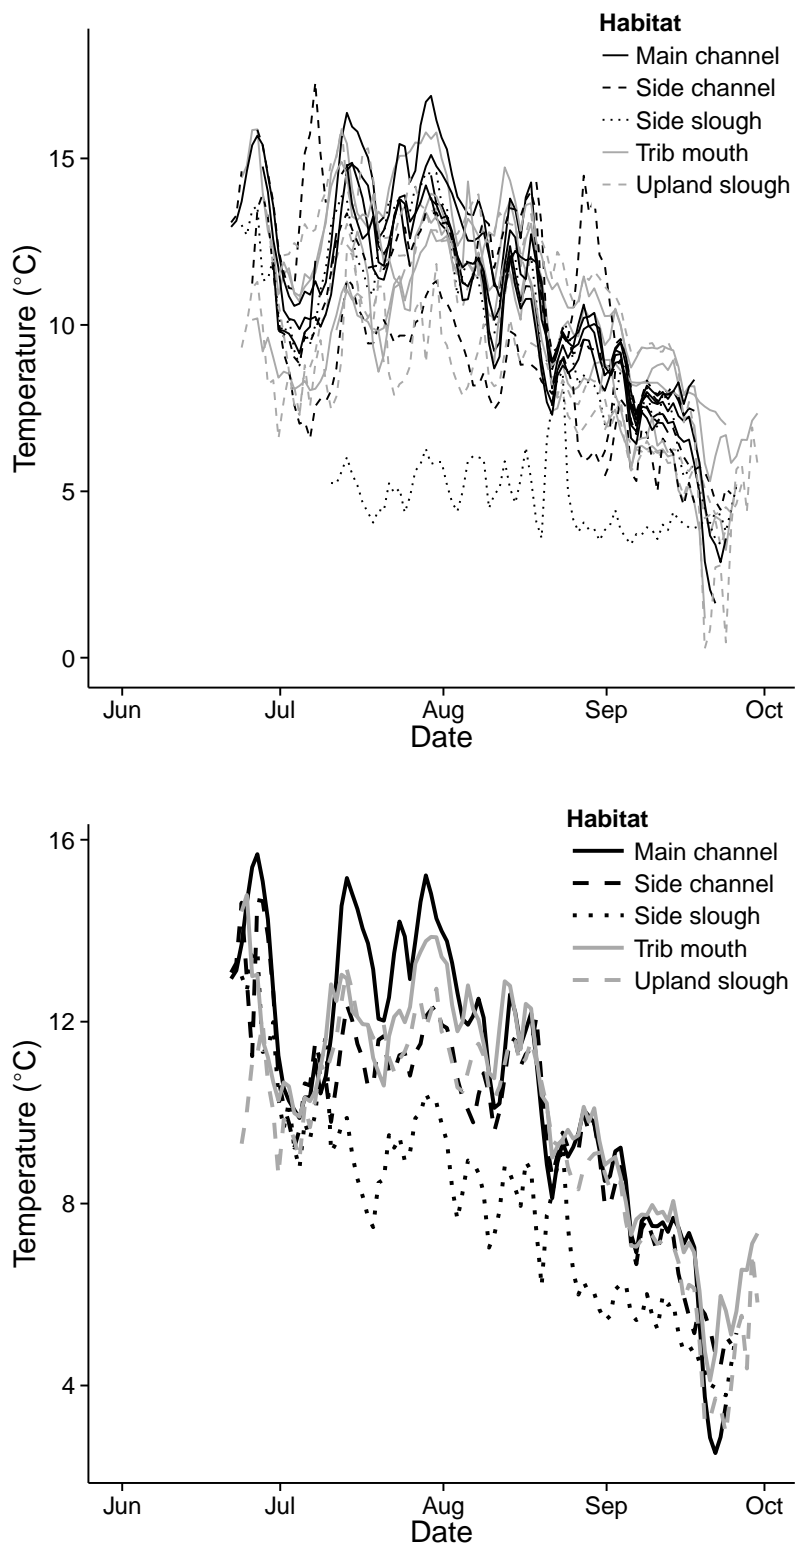 Habitat
Main channel
Side channel
Side slough
Trib mouth
Upland slough
15
10
5
0
Temperature (°C)
Jun Jul Aug Sep Oct
Date
Habitat
Main channel
Side channel
Side slough
Trib mouth
Upland slough
16
12
8
4
Temperature (°C)
Jun Jul Aug Sep Oct
Date